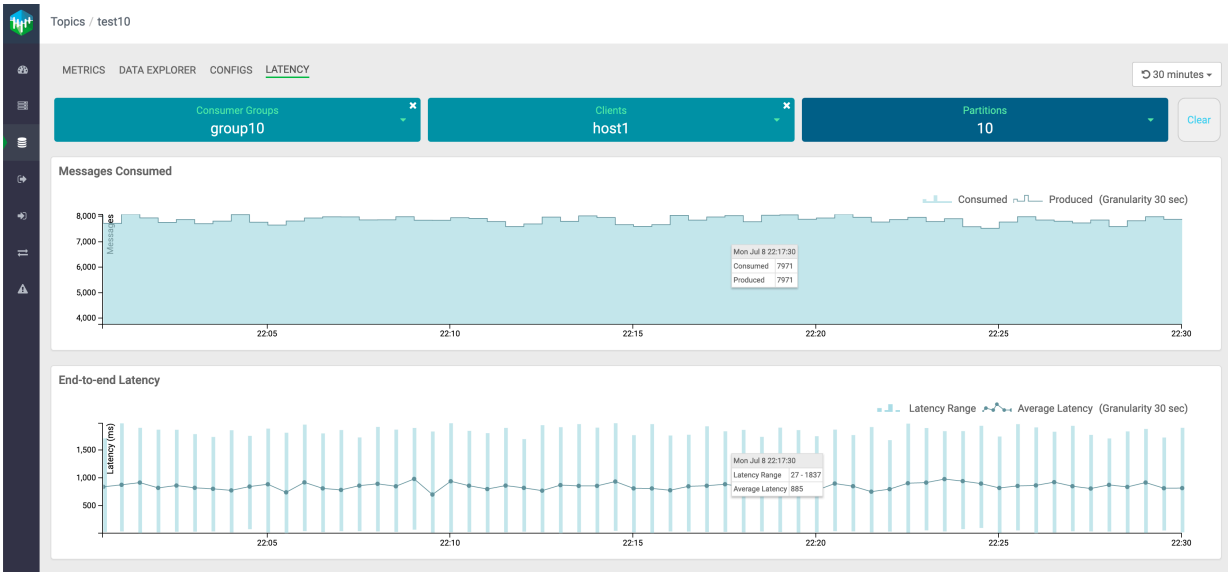 Topics / test10
METRICS DATA EXPLORER CONFIGS LATENCY
30 minutes
Consumer Groups
group10
Clients
host1
Partitions
10
Clear
Messages Consumed
Consumed Produced (Granularity 30 sec)
Messages
8,000
7,000
6,000
5,000
4,000
Mon Jul 8 22:17:30
Consumed 7971
Produced 7971
22:05 22:10 22:15 22:20 22:25 22:30
End-to-end Latency
Latency Range Average Latency (Granularity 30 sec)
Latency (ms)
1,500
1,000
500
Mon Jul 8 22:17:30
Latency Range 27 - 1837
Average Latency 885
22:05 22:10 22:15 22:20 22:25 22:30